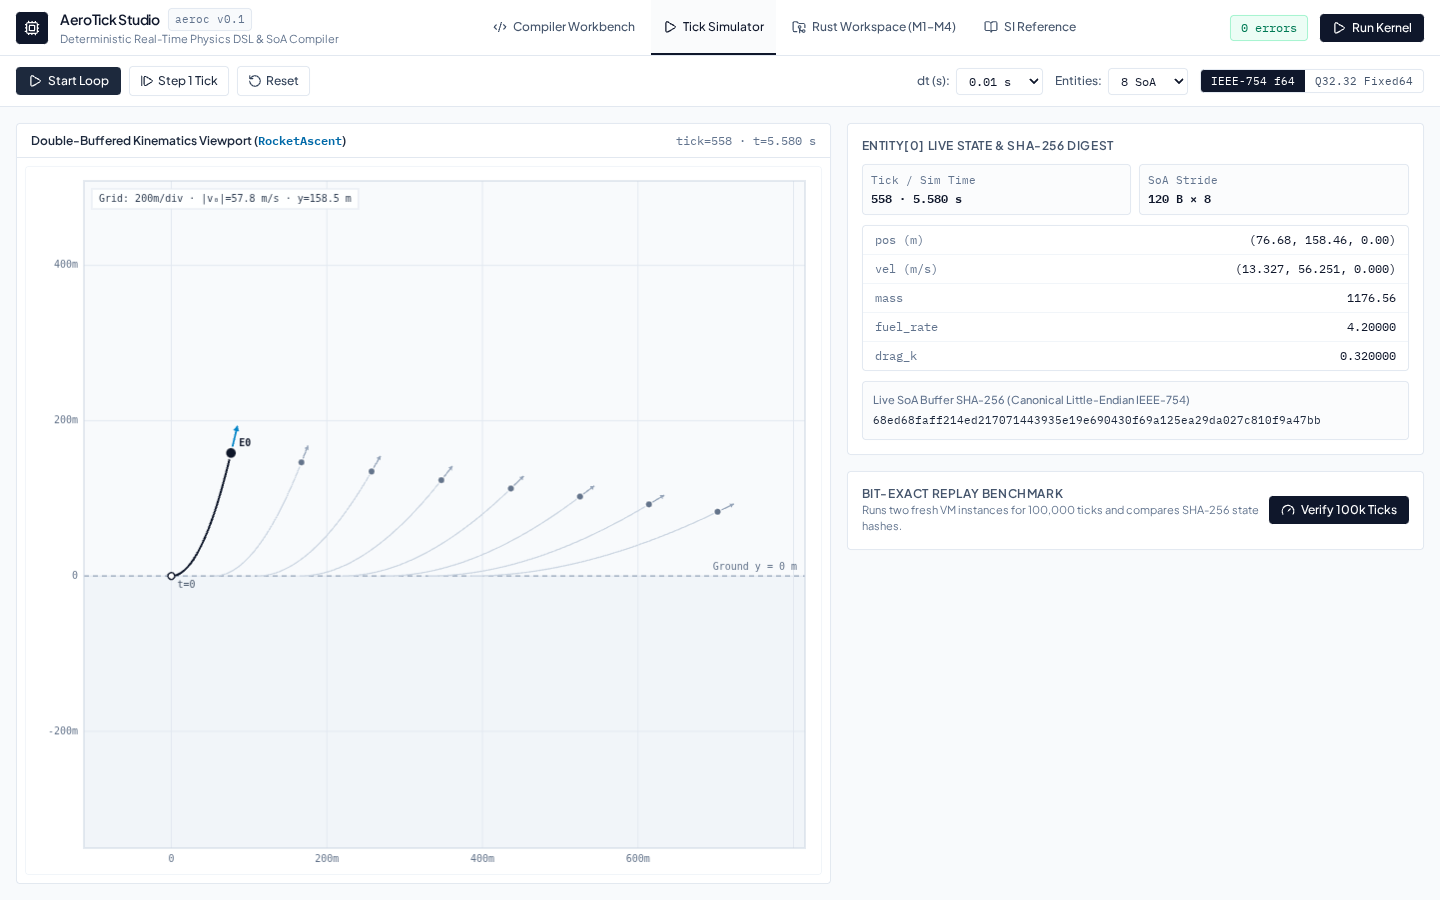 AeroTick Studio
aeroc v0.1
Deterministic Real-Time Physics DSL & SoA Compiler
Compiler Workbench
Tick Simulator
Rust Workspace (M1–M4)
SI Reference
0 errors
Run Kernel
Start Loop
Step 1 Tick
Reset
dt (s):
0.01 s
Entities:
8 SoA
IEEE-754 f64
Q32.32 Fixed64
Double-Buffered Kinematics Viewport (RocketAscent)
tick=558 · t=5.580 s
Grid: 200m/div · |v₀|=57.8 m/s · y=158.5 m
400m
200m
E0
0
t=0
Ground y = 0 m
-200m
0
200m
400m
600m
ENTITY[0] LIVE STATE & SHA-256 DIGEST
Tick / Sim Time
558 · 5.580 s
SoA Stride
120 B × 8
pos (m)
(76.68, 158.46, 0.00)
vel (m/s)
(13.327, 56.251, 0.000)
mass
1176.56
fuel_rate
4.20000
drag_k
0.320000
Live SoA Buffer SHA-256 (Canonical Little-Endian IEEE-754)
68ed68faff214ed217071443935e19e690430f69a125ea29da027c810f9a47bb
BIT-EXACT REPLAY BENCHMARK
Runs two fresh VM instances for 100,000 ticks and compares SHA-256 state
hashes.
Verify 100k Ticks